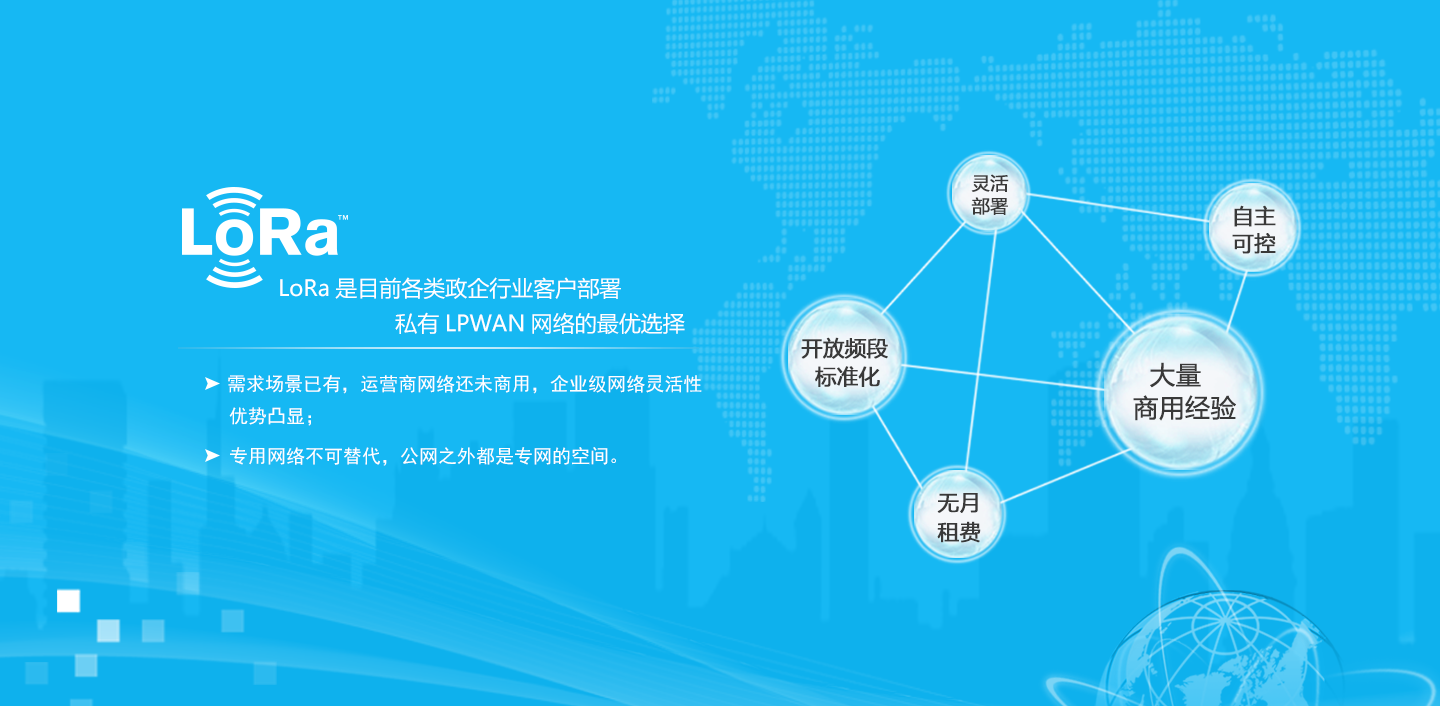 LoRa™
LoRa 是目前各类政企行业客户部署
私有 LPWAN 网络的最优选择
➤ 需求场景已有，运营商网络还未商用，企业级网络灵活性
优势凸显；
➤ 专用网络不可替代，公网之外都是专网的空间。
灵活
部署
自主
可控
开放频段
标准化
大量
商用经验
无月
租费